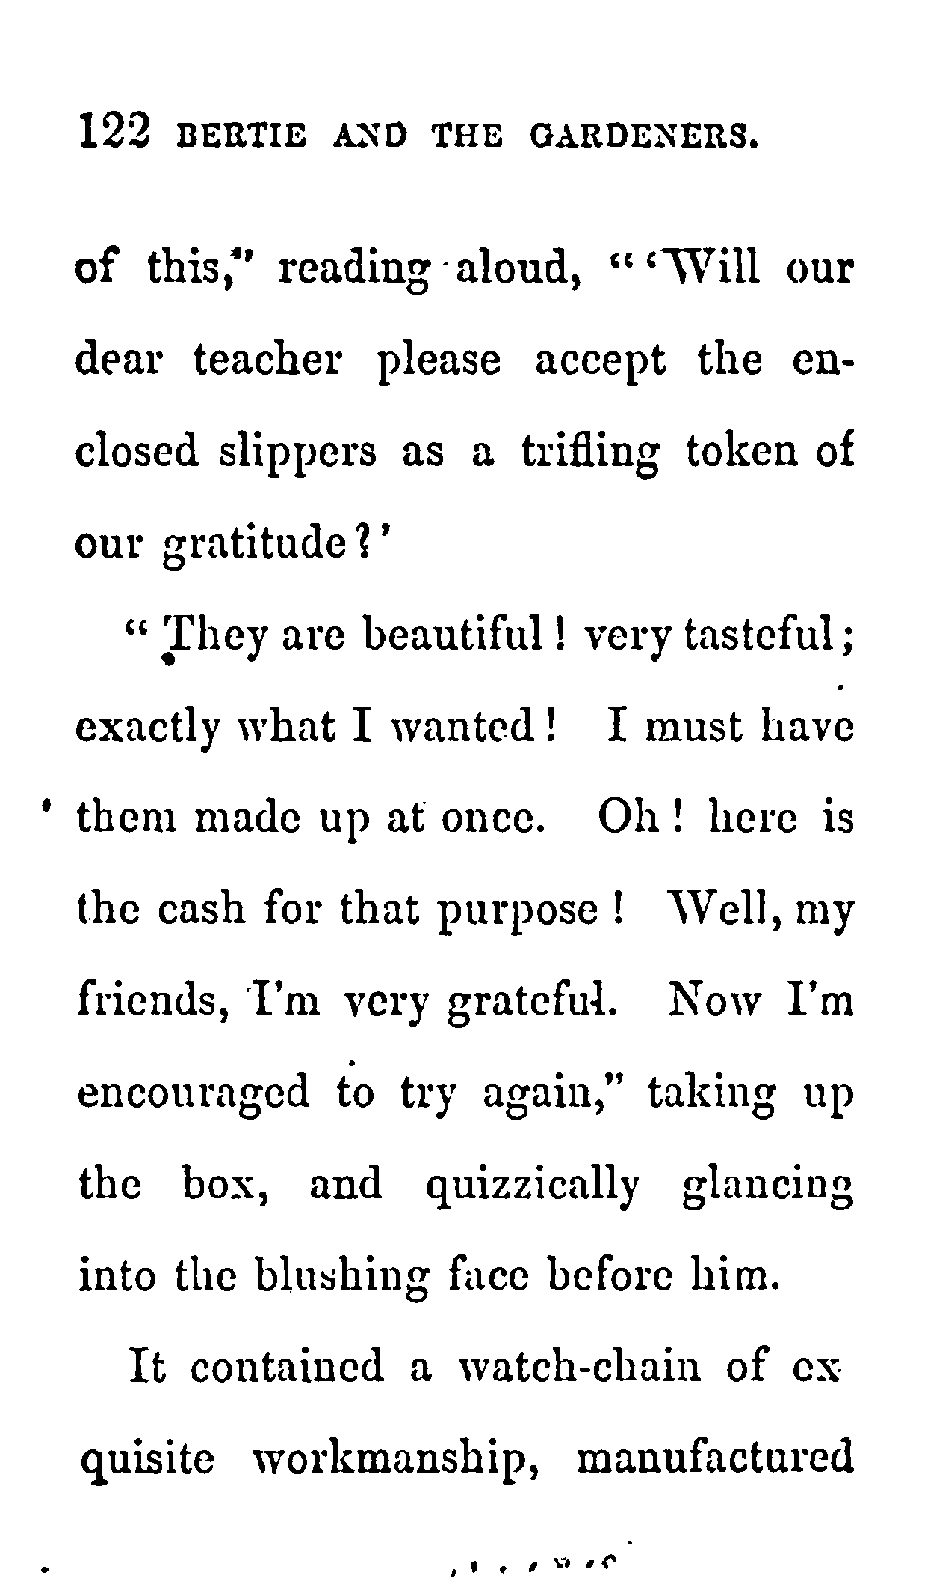 122 BERTIE AND THE GARDENERS.
of this," reading aloud, " 'Will our
dear teacher please accept the en-
closed slippers as a trifling token of
our gratitude?'
" They are beautiful! very tasteful;
exactly what I wanted! I must have
them made up at once. Oh! here is
the cash for that purpose! Well, my
friends, I'm very grateful. Now I'm
encouraged to try again," taking up
the box, and quizzically glancing
into the blushing face before him.
It contained a watch-chain of ex-
quisite workmanship, manufactured